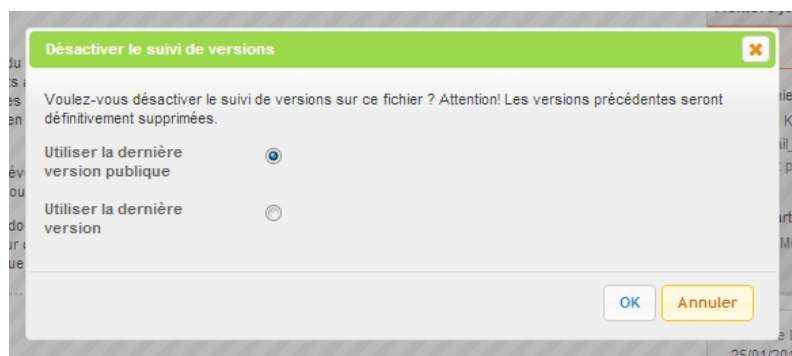 Désactiver le suivi de versions
Voulez-vous désactiver le suivi de versions sur ce fichier ? Attention! Les versions précédentes seront
définitivement supprimées.
Utiliser la dernière
version publique
Utiliser la dernière
version
OK Annuler